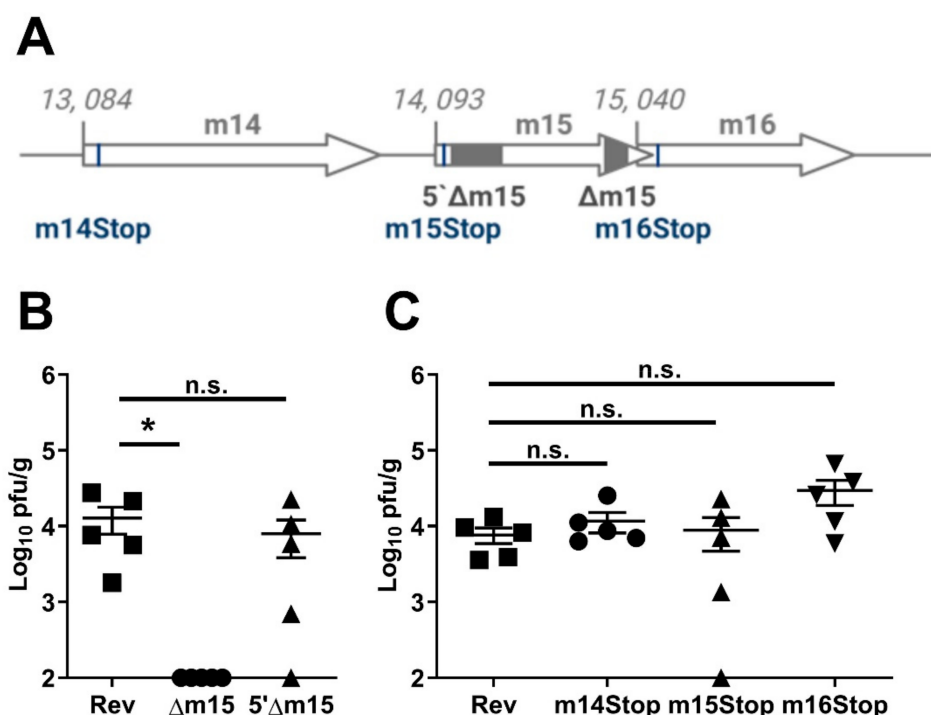 A
13, 084 14, 093 15, 040
m14 m15 m16
5`Δm15 Δm15
m14Stop m15Stop m16Stop
B
Log10 pfu/g
6
5
4
3
2
n.s.
*
Rev Δm15 5'Δm15
C
Log10 pfu/g
6
5
4
3
2
n.s.
n.s.
n.s.
Rev m14Stop m15Stop m16Stop